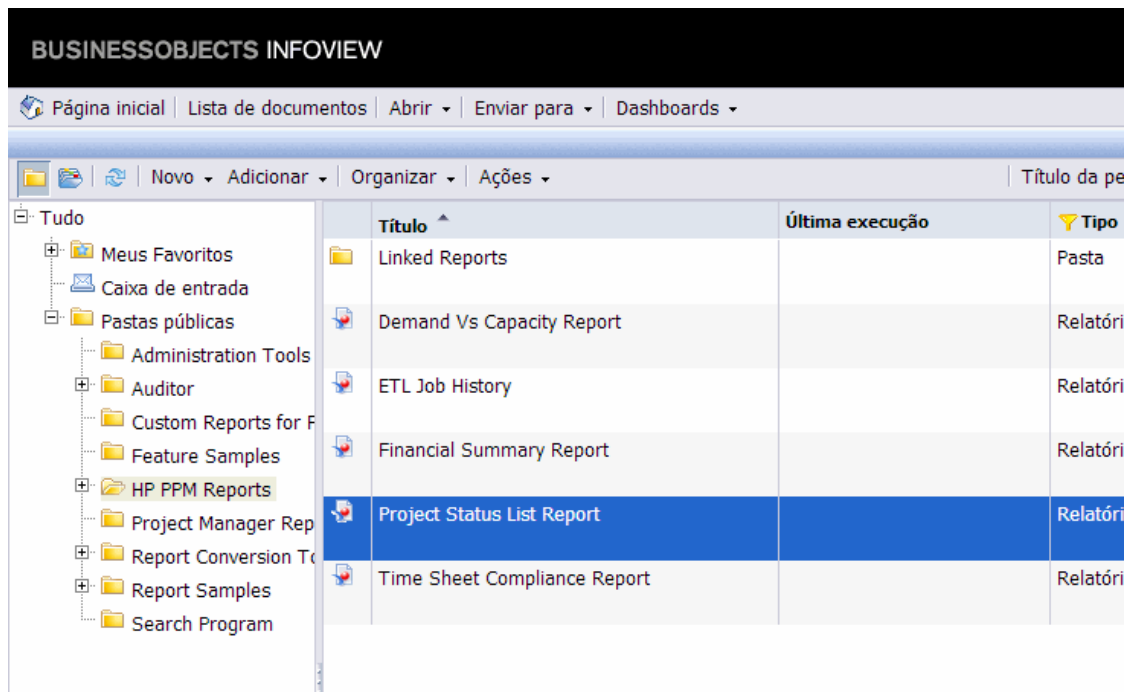 BUSINESSOBJECTS INFOVIEW
Página inicial Lista de documentos Abrir Enviar para Dashboards
Novo Adicionar Organizar Ações Título da pe
Tudo
Meus Favoritos
Caixa de entrada
Pastas públicas
Administration Tools
Auditor
Custom Reports for F
Feature Samples
HP PPM Reports
Project Manager Rep
Report Conversion To
Report Samples
Search Program
Título Última execução Tipo
Linked Reports Pasta
Demand Vs Capacity Report Relatóri
ETL Job History Relatóri
Financial Summary Report Relatóri
Project Status List Report Relatóri
Time Sheet Compliance Report Relatóri